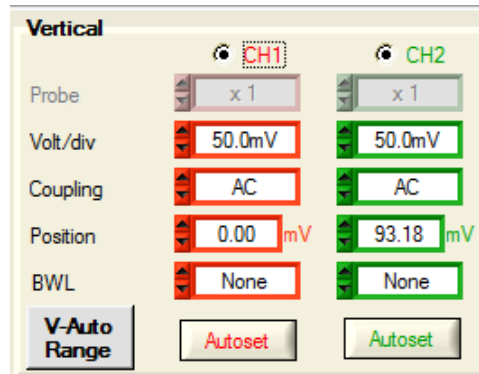 Vertical
CH1 CH2
Probe x 1 x 1
Volt/div 50.0mV 50.0mV
Coupling AC AC
Position 0.00 mV 93.18 mV
BWL None None
V-Auto
Range Autoset Autoset